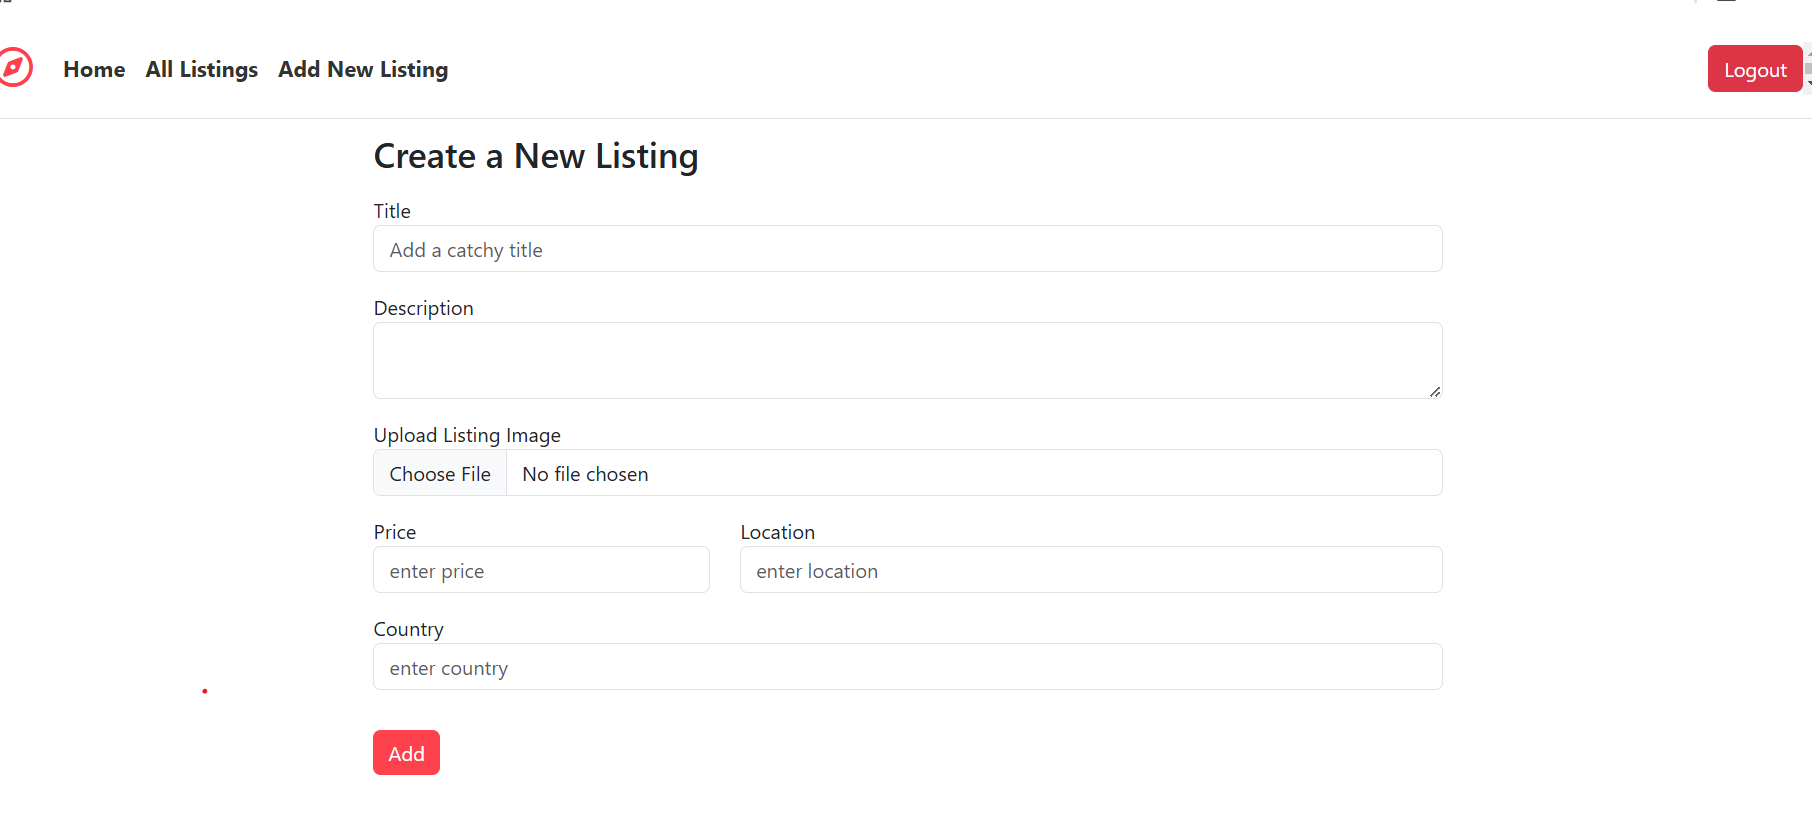 Home All Listings Add New Listing Logout
Create a New Listing
Title
Add a catchy title
Description
Upload Listing Image
Choose File No file chosen
Price Location
enter price enter location
Country
enter country
Add